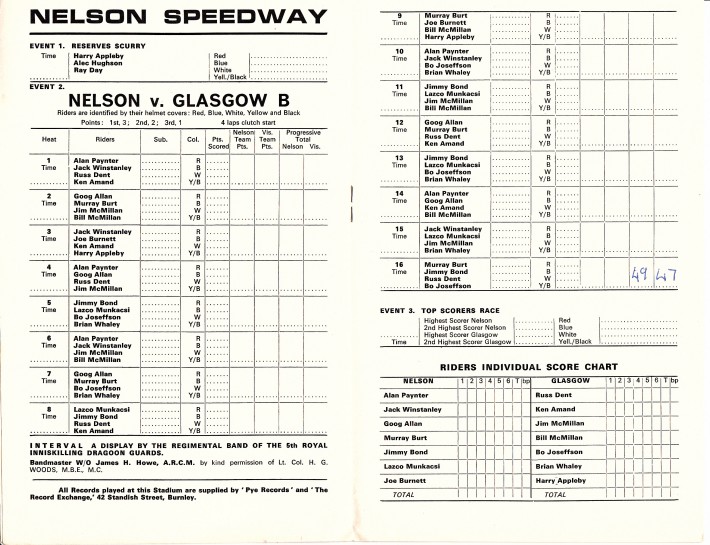 NELSON SPEEDWAY
EVENT 1. RESERVES SCURRY
Time Harry Appleby Red
Alec Hughson Blue
Ray Day White
Yell./Black
EVENT 2.
NELSON v. GLASGOW B
Riders are identified by their helmet covers: Red, Blue, White, Yellow and Black
Points: 1st, 3; 2nd, 2; 3rd, 1 4 laps clutch start
Heat Riders Sub. Col. Pts. Scored Nelson Team Pts. Vis. Team Pts. Progressive Total Nelson Vis.
1 Alan Paynter R
Time Jack Winstanley B
Russ Dent W
Ken Amand Y/B
2 Goog Allan R
Time Murray Burt B
Jim McMillan W
Bill McMillan Y/B
3 Jack Winstanley R
Time Joe Burnett B
Ken Amand W
Harry Appleby Y/B
4 Alan Paynter R
Time Goog Allan B
Russ Dent W
Jim McMillan Y/B
5 Jimmy Bond R
Time Lazco Munkacsi B
Bo Joseffson W
Brian Whaley Y/B
6 Alan Paynter R
Time Jack Winstanley B
Jim McMillan W
Bill McMillan Y/B
7 Goog Allan R
Time Murray Burt B
Bo Joseffson W
Brian Whaley Y/B
8 Lazco Munkacsi R
Time Jimmy Bond B
Russ Dent W
Ken Amand Y/B
INTERVAL A DISPLAY BY THE REGIMENTAL BAND OF THE 5th ROYAL
INNISKILLING DRAGOON GUARDS.
Bandmaster W/O James H. Howe, A.R.C.M. by kind permission of Lt. Col. H. G.
WOODS, M.B.E., M.C.
All Records played at this Stadium are supplied by 'Pye Records' and 'The
Record Exchange,' 42 Standish Street, Burnley.
9 Murray Burt R
Time Joe Burnett B
Bill McMillan W
Harry Appleby Y/B
10 Alan Paynter R
Time Jack Winstanley B
Bo Joseffson W
Brian Whaley Y/B
11 Jimmy Bond R
Time Lazco Munkacsi B
Jim McMillan W
Bill McMillan Y/B
12 Goog Allan R
Time Murray Burt B
Russ Dent W
Ken Amand Y/B
13 Jimmy Bond R
Time Lazco Munkacsi B
Bo Joseffson W
Brian Whaley Y/B
14 Alan Paynter R
Time Goog Allan B
Ken Amand W
Bill McMillan Y/B
15 Jack Winstanley R
Time Lazco Munkacsi B
Jim McMillan W
Brian Whaley Y/B
16 Murray Burt R
Time Jimmy Bond B 49 47
Russ Dent W
Bo Joseffson Y/B
EVENT 3. TOP SCORERS RACE
Highest Scorer Nelson Red
2nd Highest Scorer Nelson Blue
Highest Scorer Glasgow White
Time 2nd Highest Scorer Glasgow Yell./Black
RIDERS INDIVIDUAL SCORE CHART
NELSON 1 2 3 4 5 6 T bp GLASGOW 1 2 3 4 5 6 T bp
Alan Paynter Russ Dent
Jack Winstanley Ken Amand
Goog Allan Jim McMillan
Murray Burt Bill McMillan
Jimmy Bond Bo Joseffson
Lazco Munkacsi Brian Whaley
Joe Burnett Harry Appleby
TOTAL TOTAL